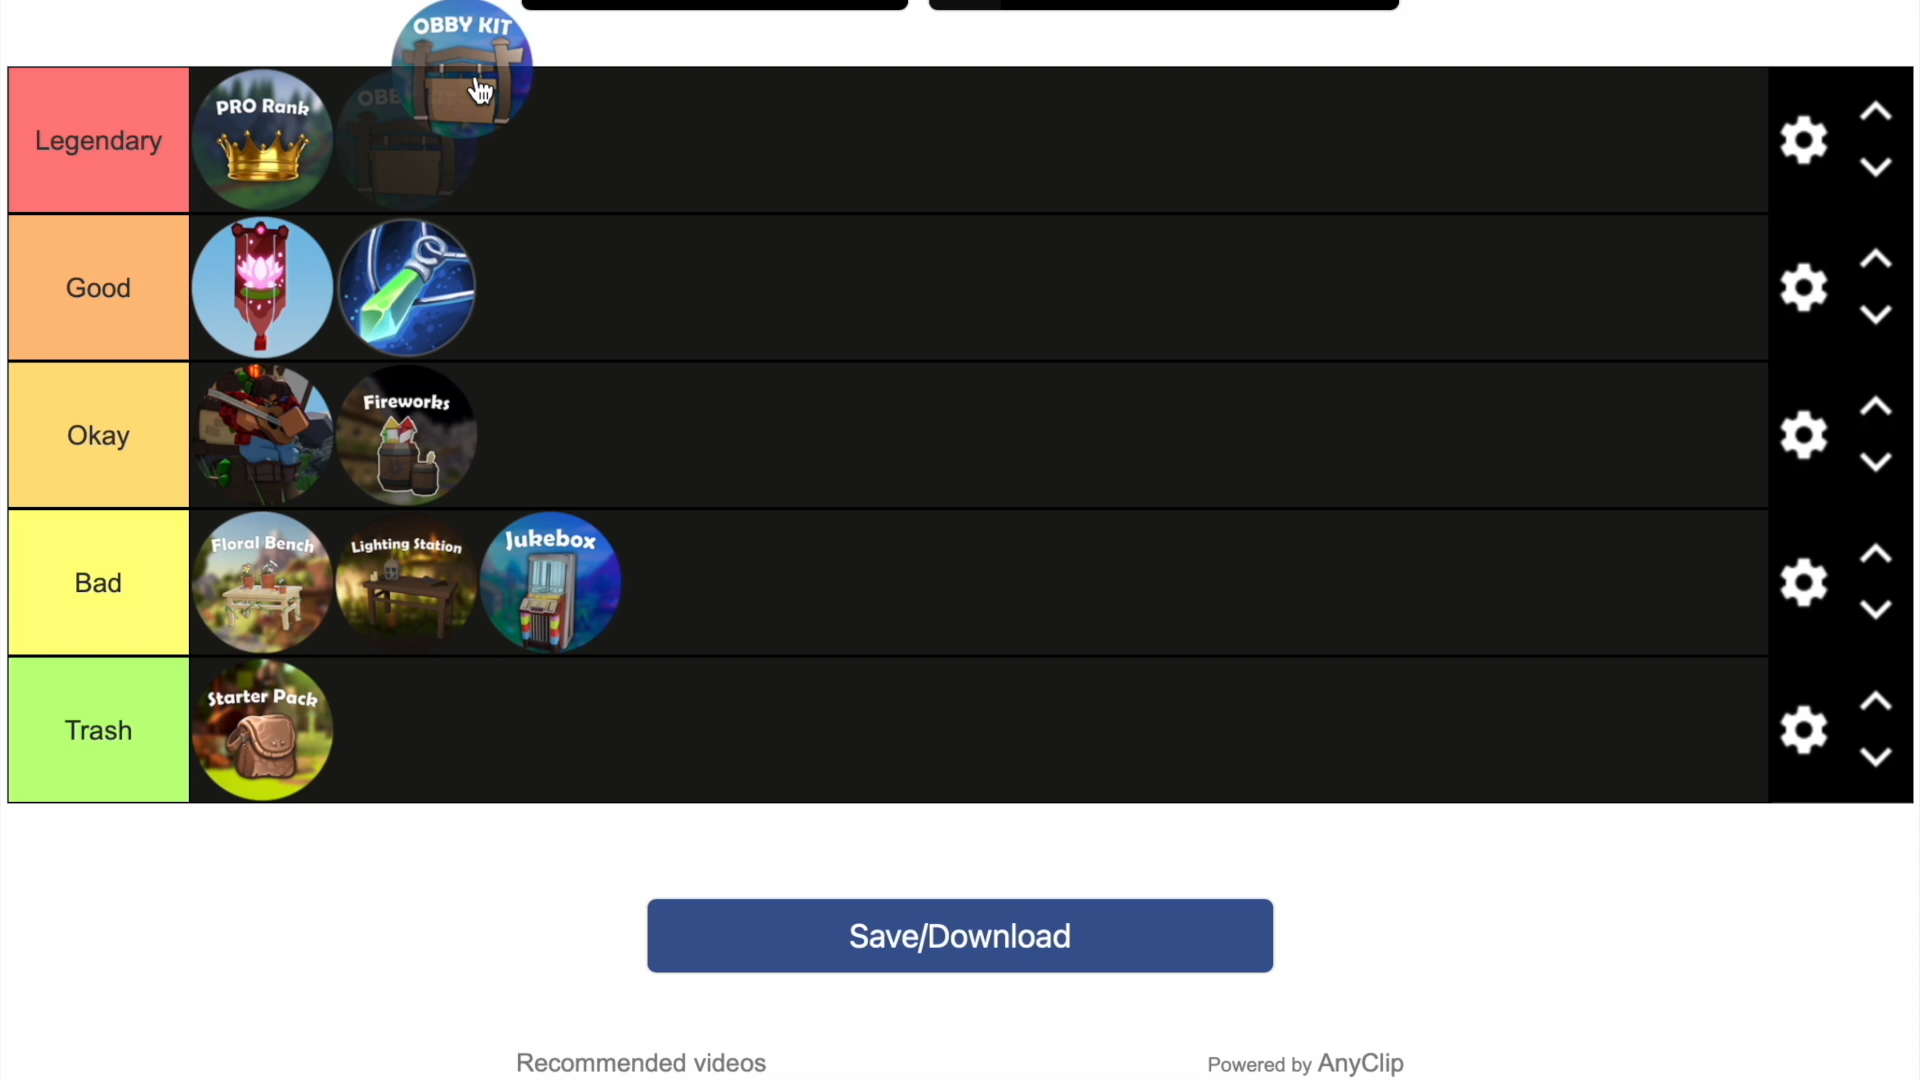 OBBY KIT
Legendary
PRO Rank
OBB
Good
Okay
Fireworks
Bad
Floral Bench
Lighting Station
Jukebox
Trash
Starter Pack
Save/Download
Recommended videos
Powered by AnyClip